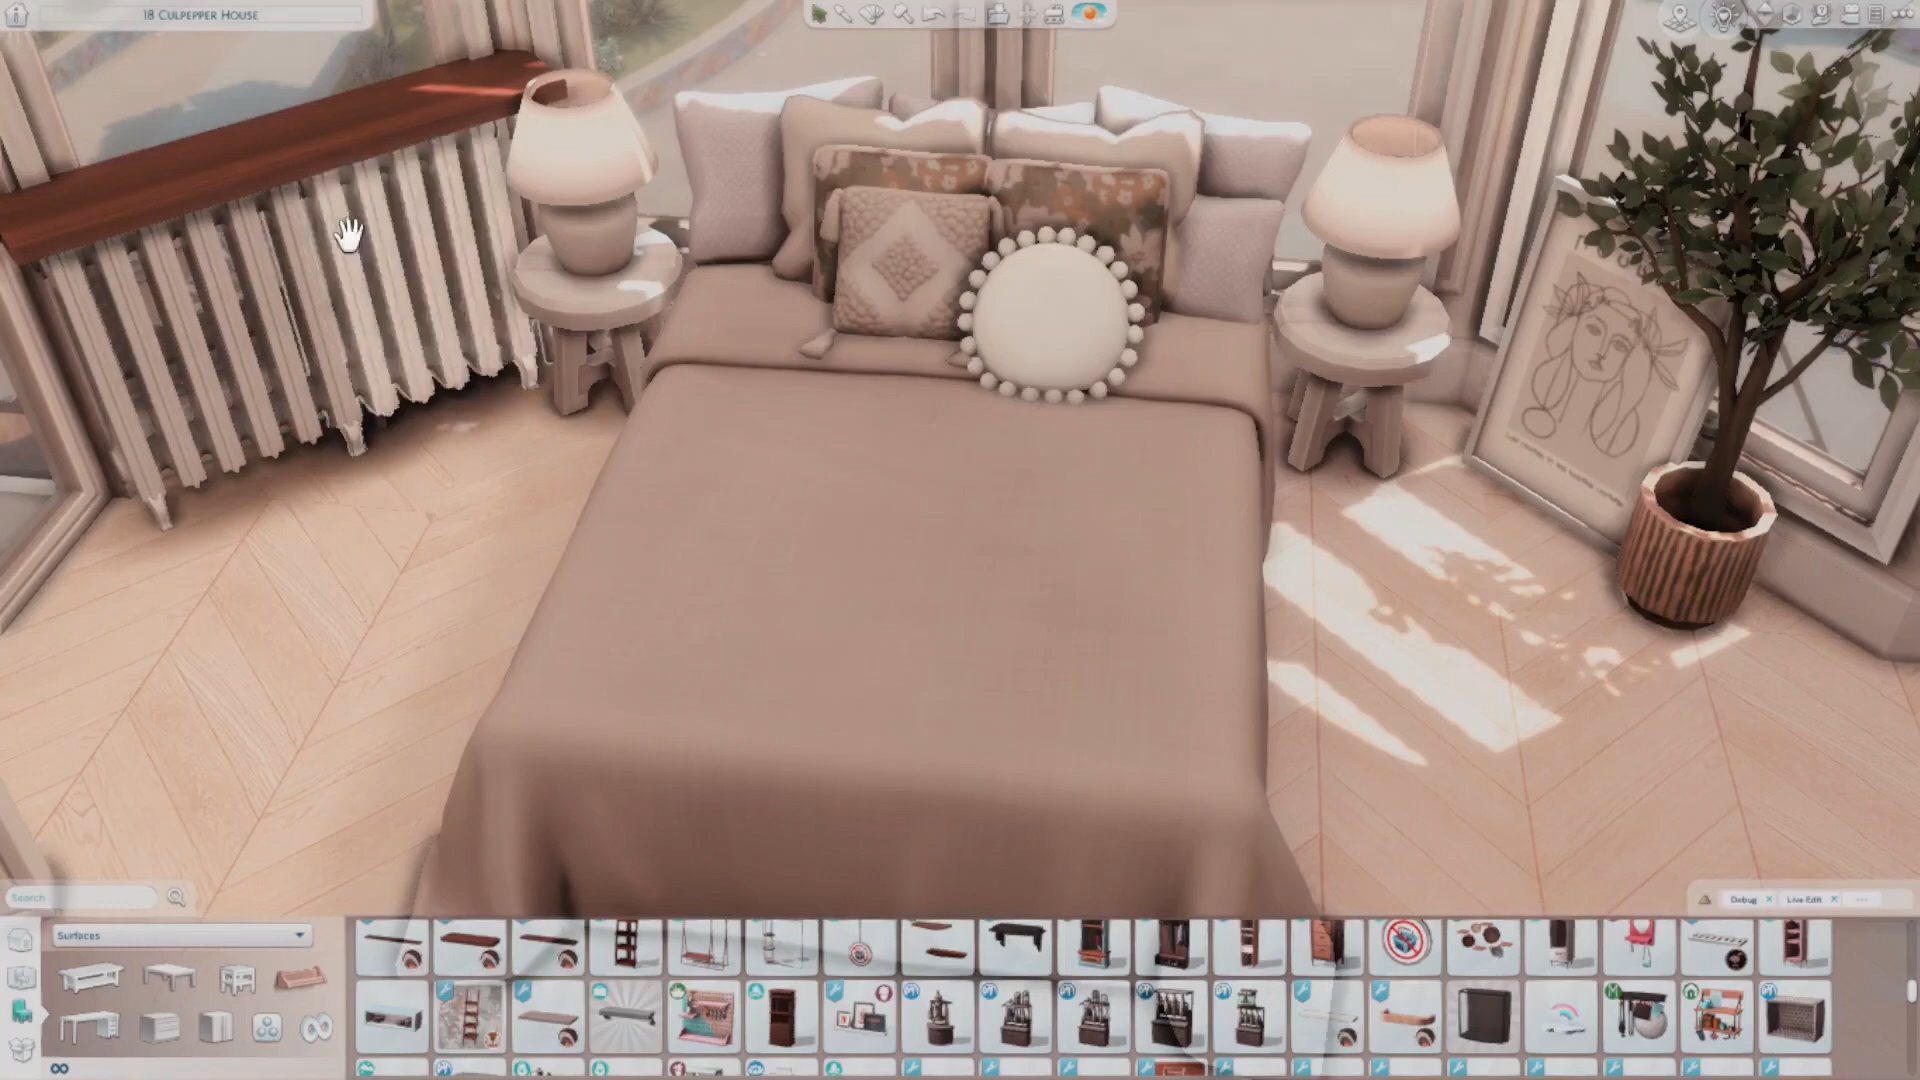 18 CULPEPPER HOUSE
Search
Debug
Live Edit
Surfaces